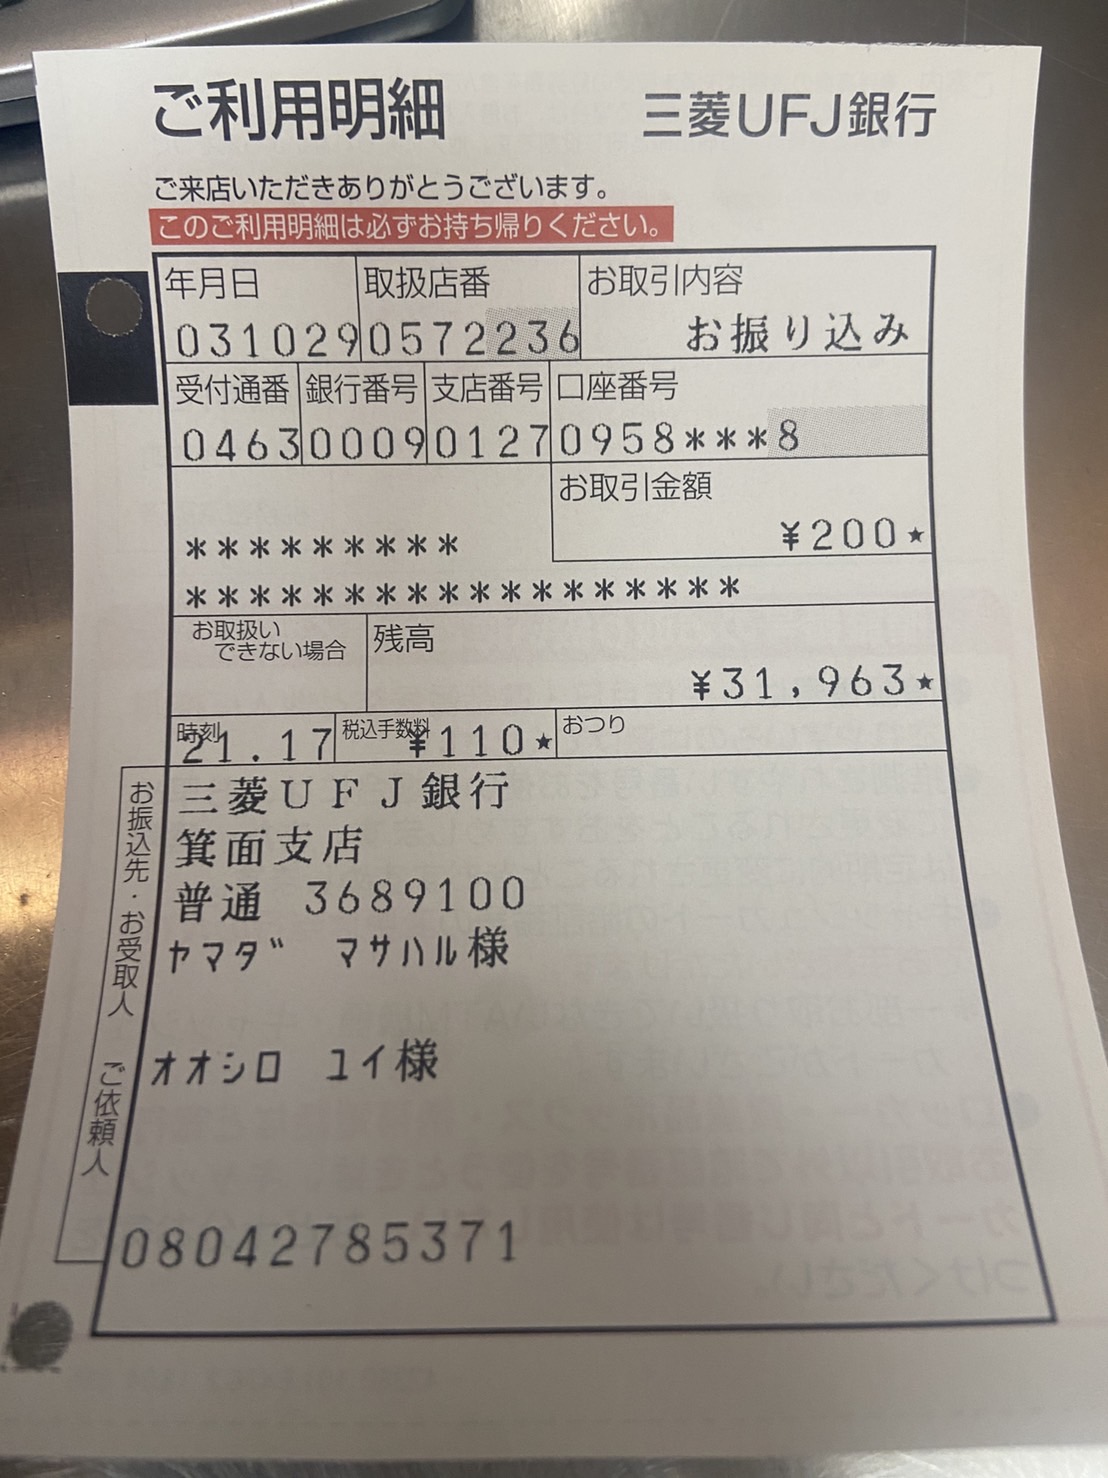 ご利用明細 三菱UFJ銀行
ご来店いただきありがとうございます。
このご利用明細は必ずお持ち帰りください。
年月日 取扱店番 お取引内容
031029 0572236 お振り込み
受付通番 銀行番号 支店番号 口座番号
0463 0009 0127 0958***8
お取引金額
¥200★
*********
******************
お取扱いできない場合 残高
¥31,963★
時刻 税込手数料 おつり
21.17 ¥110★
お振込先・お受取人
三菱UFJ銀行
箕面支店
普通 3689100
ヤマダ マサハル様
ご依頼人
オオシロ ユイ様
08042785371